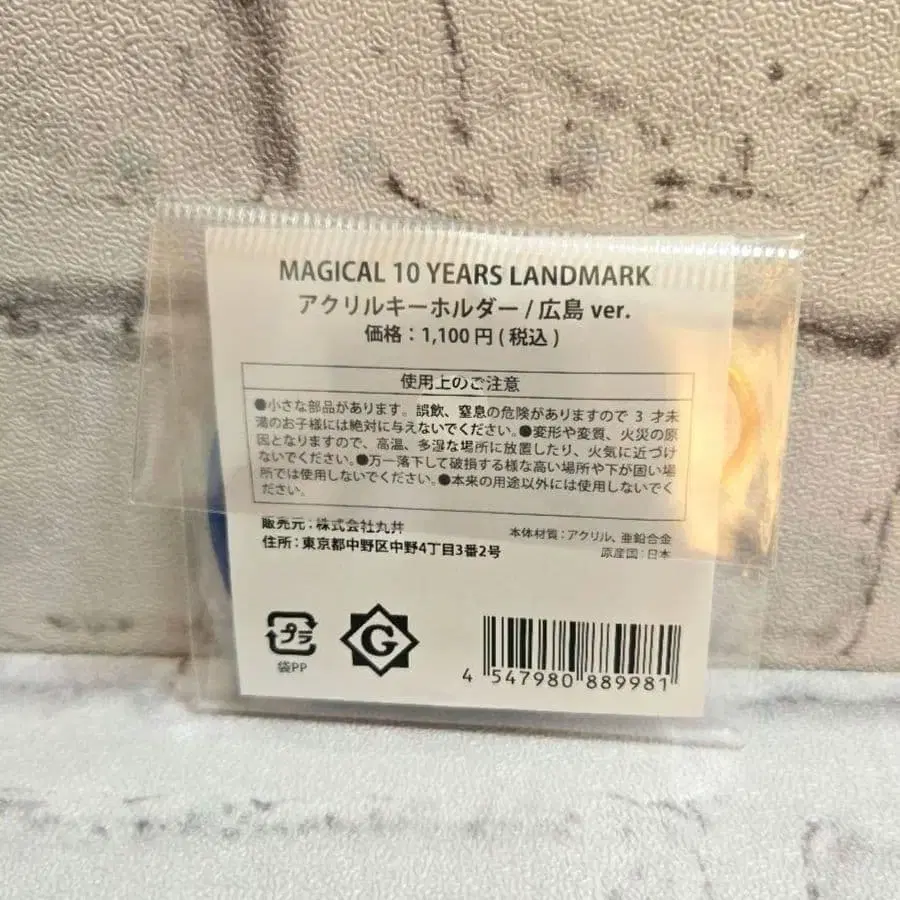 MAGICAL 10 YEARS LANDMARK
アクリルキーホルダー / 広島 ver.
価格：1,100 円 ( 税込 )
使用上のご注意
●小さな部品があります。誤飲、窒息の危険がありますので 3 才未
満のお子様には絶対に与えないでください。●変形や変質、火災の原
因となりますので、高温、多湿な場所に放置したり、火気に近づけ
ないでください。●万一落下して破損する様な高い場所や下が固い場
所では使用しないでください。●本来の用途以外には使用しないでく
ださい。
販売元：株式会社丸井
本体材質：アクリル、亜鉛合金
住所：東京都中野区中野4丁目3番2号
原産国：日本
プラ
袋PP
G
4 547980 889981